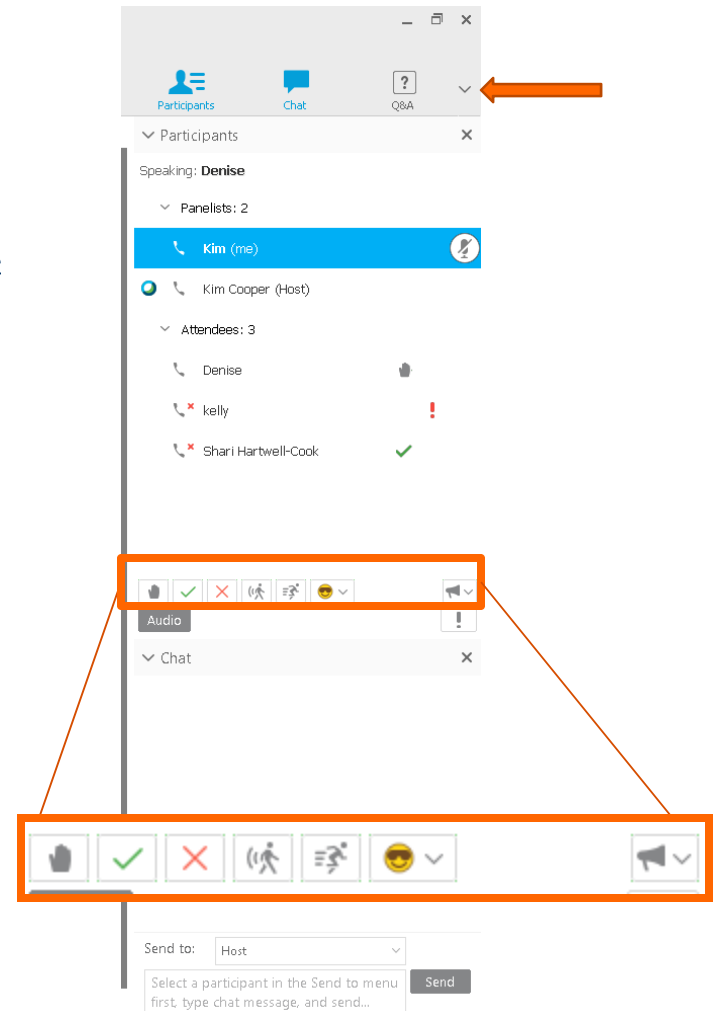 Participants Chat Q&A
Participants
Speaking: Denise
Panelists: 2
Kim (me)
Kim Cooper (Host)
Attendees: 3
Denise
kelly
Shari Hartwell-Cook
Audio
Chat
Send to: Host
Select a participant in the Send to menu
first, type chat message, and send...
Send